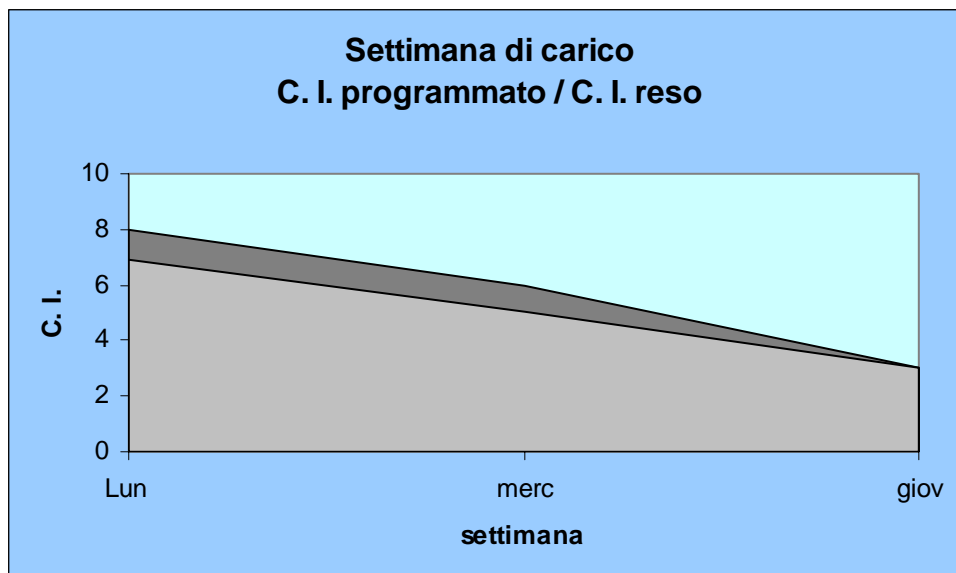 Settimana di carico
C. I. programmato / C. I. reso
10
8
6
4
2
0
C. I.
Lun merc giov
settimana